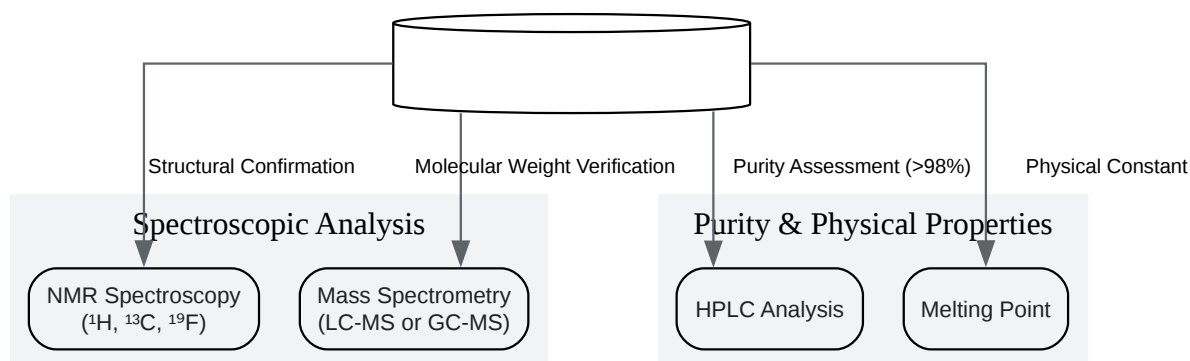 Structural Confirmation
Molecular Weight Verification
Purity Assessment (>98%)
Physical Constant
Spectroscopic Analysis
Purity & Physical Properties
NMR Spectroscopy
(¹H, ¹³C, ¹⁹F)
Mass Spectrometry
(LC-MS or GC-MS)
HPLC Analysis
Melting Point